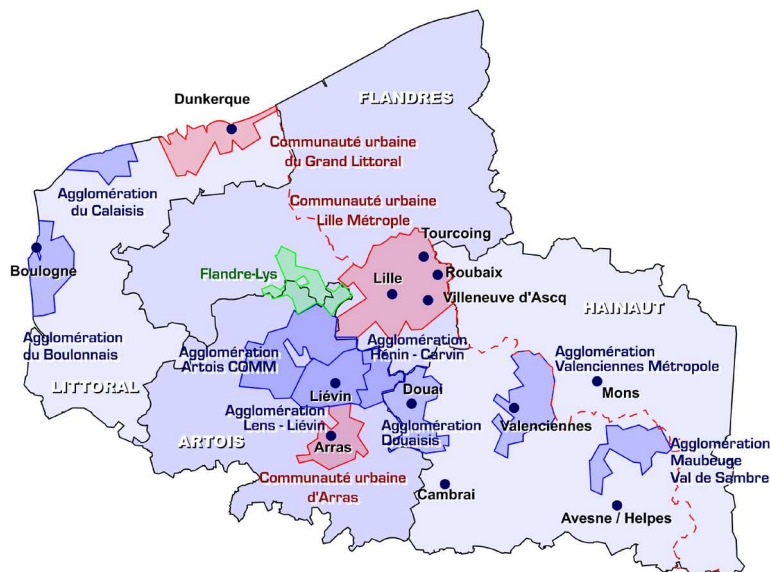 Dunkerque
FLANDRES
Communauté urbaine
du Grand Littoral
Agglomération
du Calaisis
Communauté urbaine
Lille Métrople
Tourcoing
Boulogne
Flandre-Lys
Lille
Roubaix
Villeneuve d'Ascq
HAINAUT
Agglomération
du Boulonnais
Agglomération
Artois COMM
Agglomération
Hénin - Carvin
Agglomération
Valenciennes Métropole
LITTORAL
Liévin
Douai
Mons
Agglomération
Lens - Liévin
Valenciennes
ARTOIS
Arras
Agglomération
Douaisis
Agglomération
Maubeuge
Val de Sambre
Communauté urbaine
d'Arras
Cambrai
Avesne / Helpes